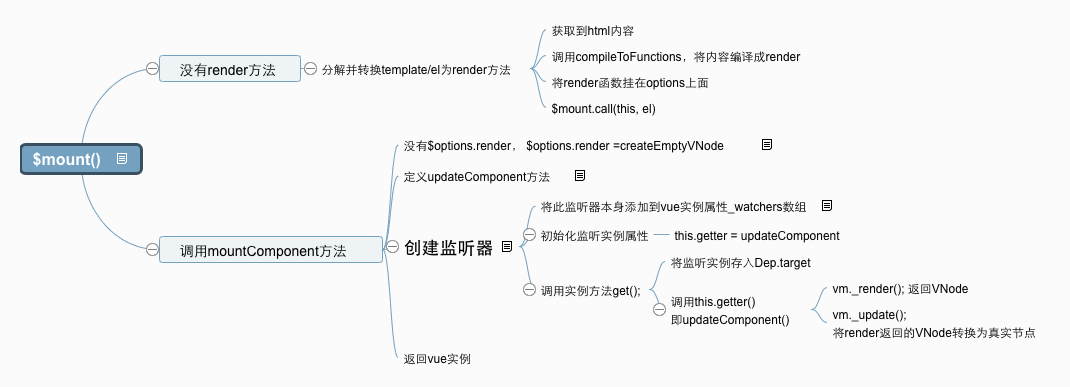 $mount()
没有render方法
分解并转换template/el为render方法
获取到html内容
调用compileToFunctions，将内容编译成render
将render函数挂在options上面
$mount.call(this, el)
调用mountComponent方法
没有$options.render， $options.render =createEmptyVNode
定义updateComponent方法
创建监听器
将此监听器本身添加到vue实例属性_watchers数组
初始化监听实例属性
this.getter = updateComponent
调用实例方法get();
将监听实例存入Dep.target
调用this.getter()
即updateComponent()
vm._render(); 返回VNode
vm._update();
将render返回的VNode转换为真实节点
返回vue实例